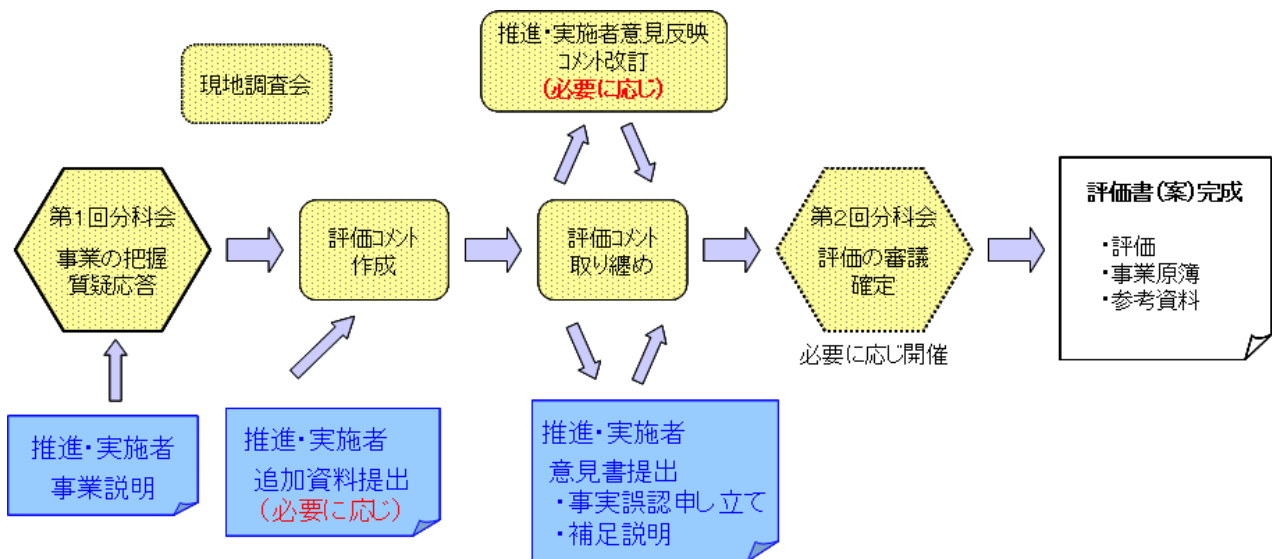 推進・実施者意見反映
コメント改訂
(必要に応じ)
現地調査会
第1回分科会
事業の把握
質疑応答
評価コメント
作成
評価コメント
取り纏め
第2回分科会
評価の審議
確定
必要に応じ開催
評価書(案)完成
・評価
・事業原簿
・参考資料
推進・実施者
事業説明
推進・実施者
追加資料提出
(必要に応じ)
推進・実施者
意見書提出
・事実誤認申し立て
・補足説明